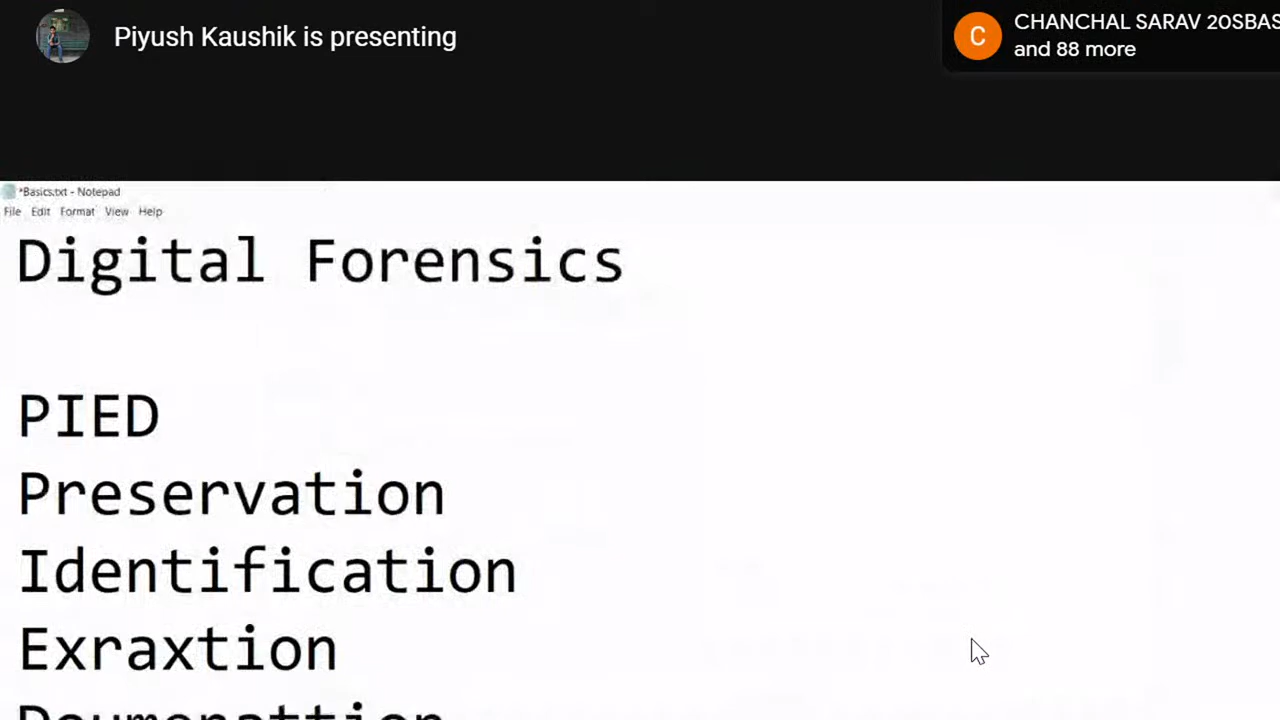 Piyush Kaushik is presenting
C
CHANCHAL SARAV 20SBAS
and 88 more
*Basics.txt - Notepad
File Edit Format View Help
Digital Forensics
PIED
Preservation
Identification
Exraxtion